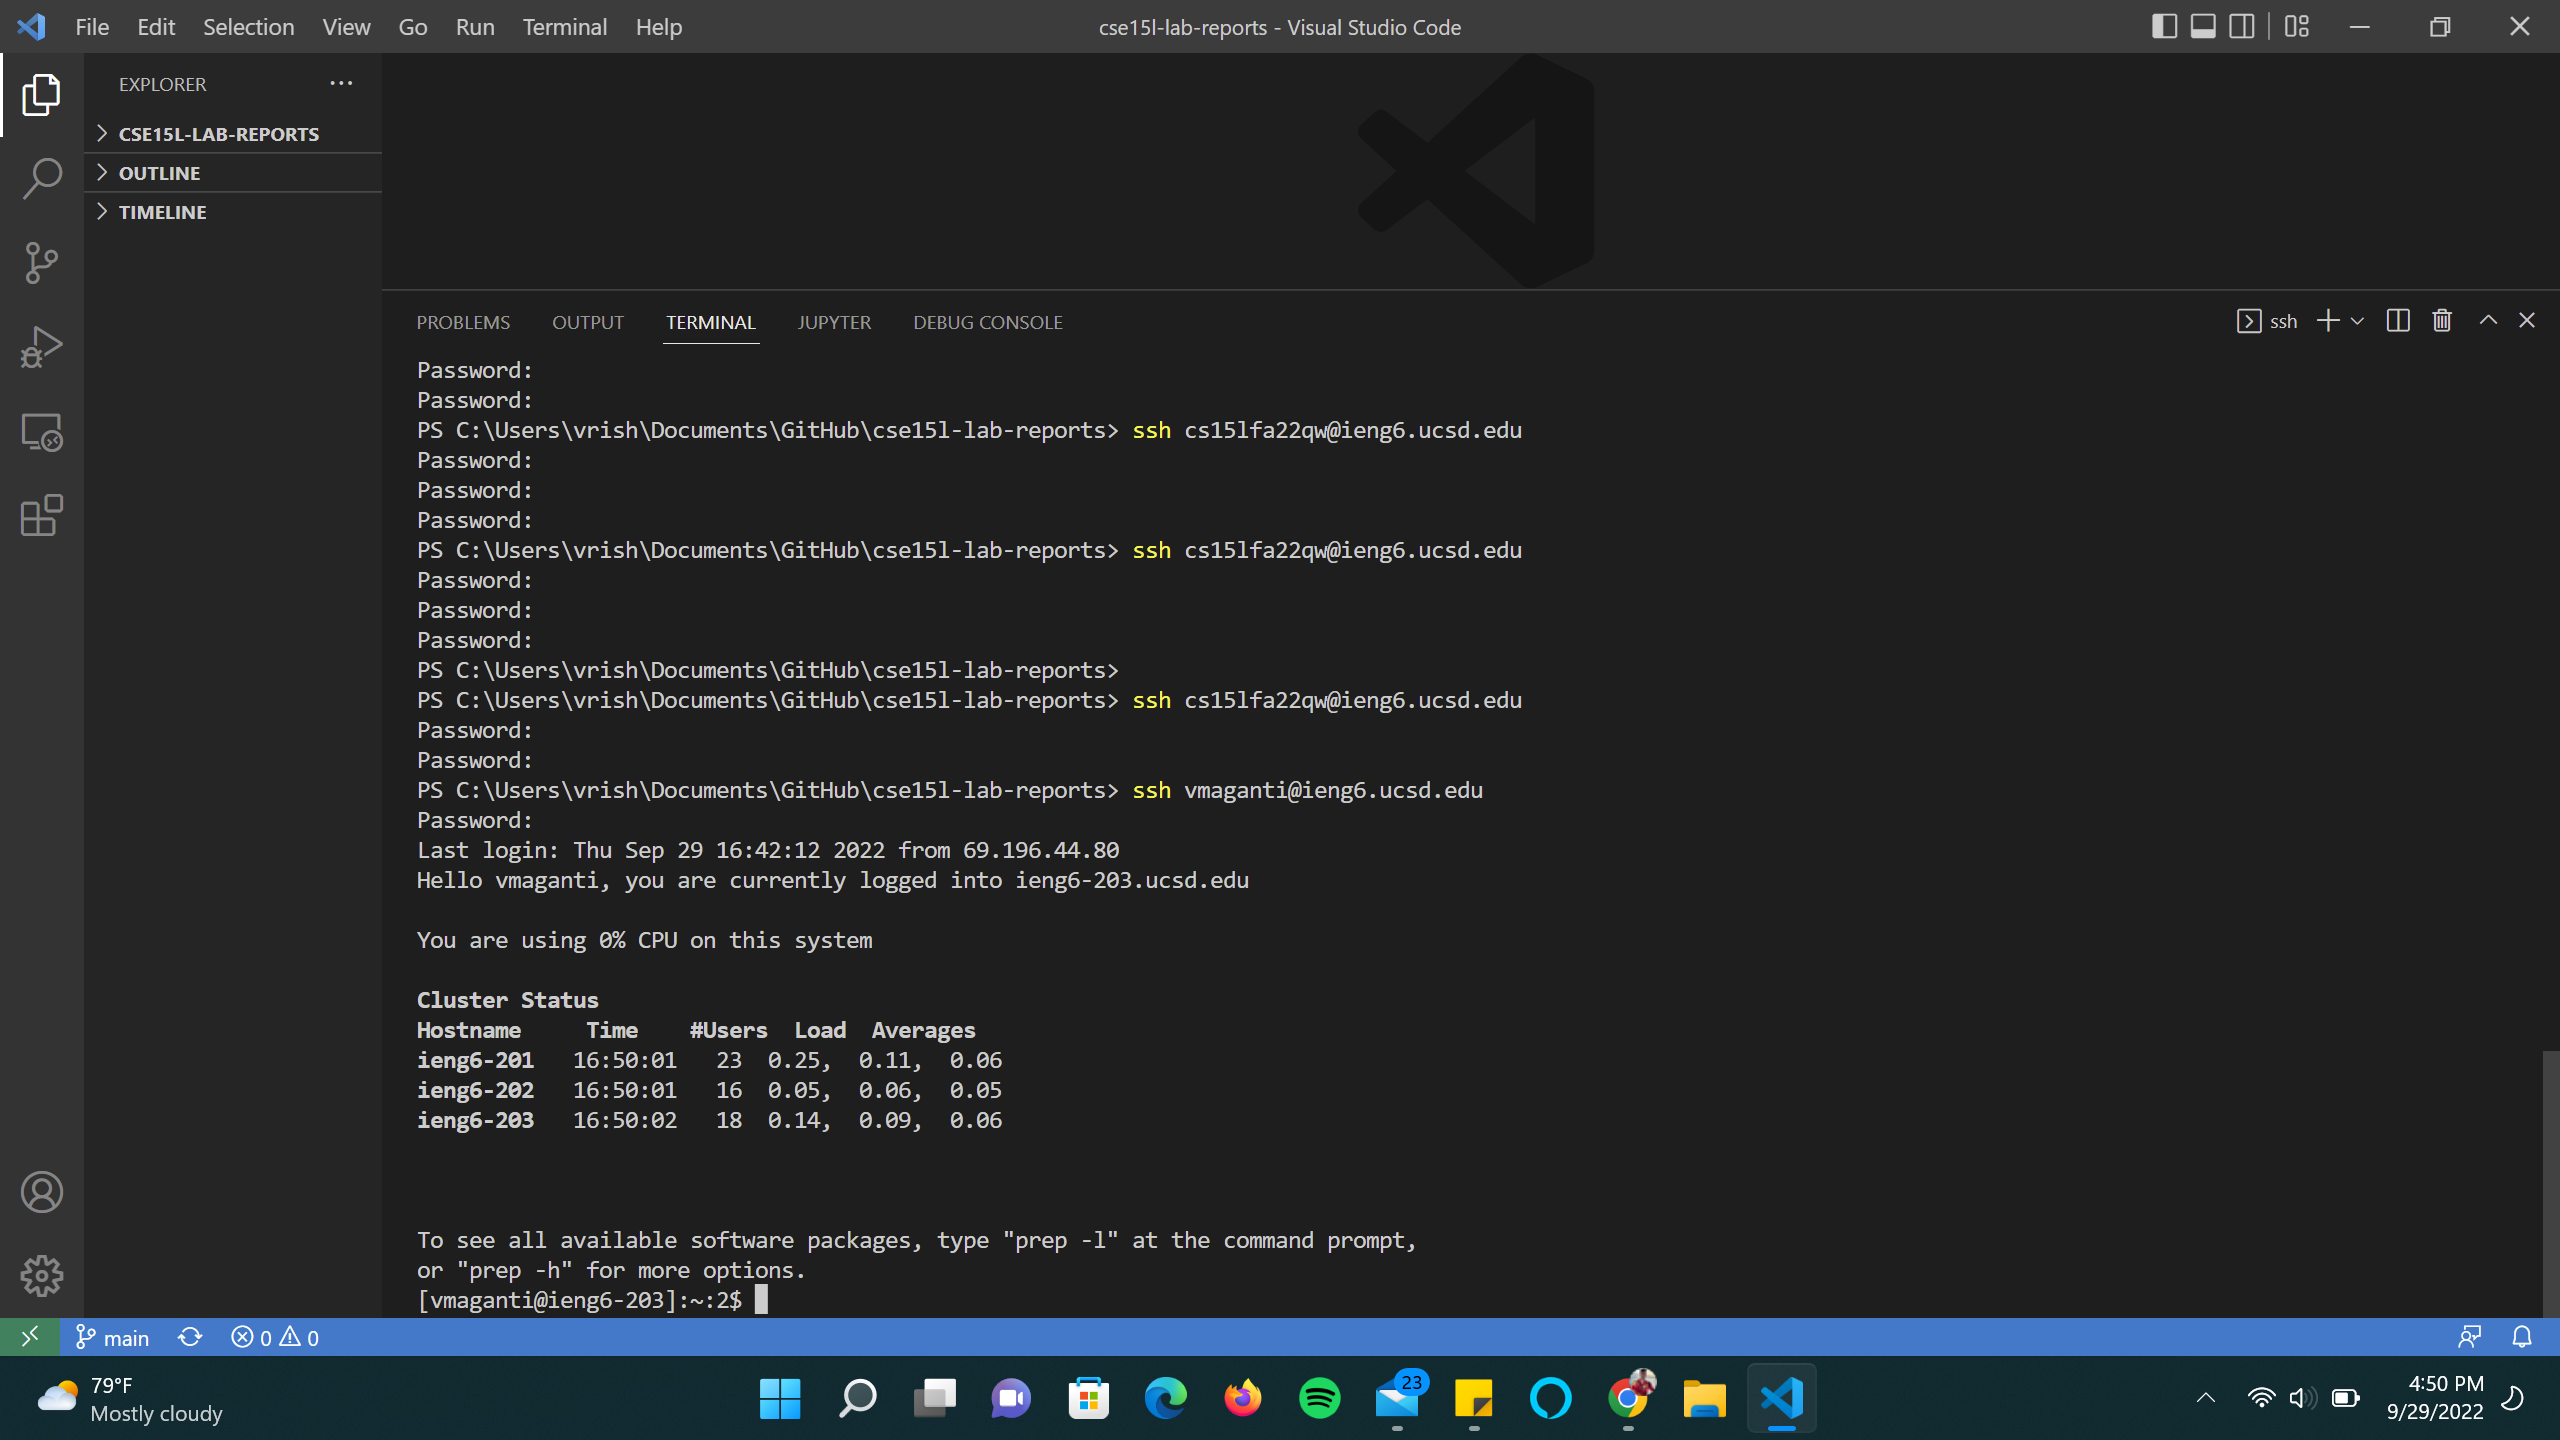 File Edit Selection View Go Run Terminal Help
cse15l-lab-reports - Visual Studio Code
EXPLORER
CSE15L-LAB-REPORTS
OUTLINE
TIMELINE
PROBLEMS OUTPUT TERMINAL JUPYTER DEBUG CONSOLE
ssh
Password:
Password:
PS C:\Users\vrish\Documents\GitHub\cse15l-lab-reports> ssh cs15lfa22qw@ieng6.ucsd.edu
Password:
Password:
Password:
PS C:\Users\vrish\Documents\GitHub\cse15l-lab-reports> ssh cs15lfa22qw@ieng6.ucsd.edu
Password:
Password:
Password:
PS C:\Users\vrish\Documents\GitHub\cse15l-lab-reports>
PS C:\Users\vrish\Documents\GitHub\cse15l-lab-reports> ssh cs15lfa22qw@ieng6.ucsd.edu
Password:
Password:
PS C:\Users\vrish\Documents\GitHub\cse15l-lab-reports> ssh vmaganti@ieng6.ucsd.edu
Password:
Last login: Thu Sep 29 16:42:12 2022 from 69.196.44.80
Hello vmaganti, you are currently logged into ieng6-203.ucsd.edu
You are using 0% CPU on this system
Cluster Status
Hostname Time #Users Load Averages
ieng6-201 16:50:01 23 0.25, 0.11, 0.06
ieng6-202 16:50:01 16 0.05, 0.06, 0.05
ieng6-203 16:50:02 18 0.14, 0.09, 0.06
To see all available software packages, type "prep -l" at the command prompt,
or "prep -h" for more options.
[vmaganti@ieng6-203]:~:2$
main 0 0
79°F
Mostly cloudy
23
4:50 PM
9/29/2022